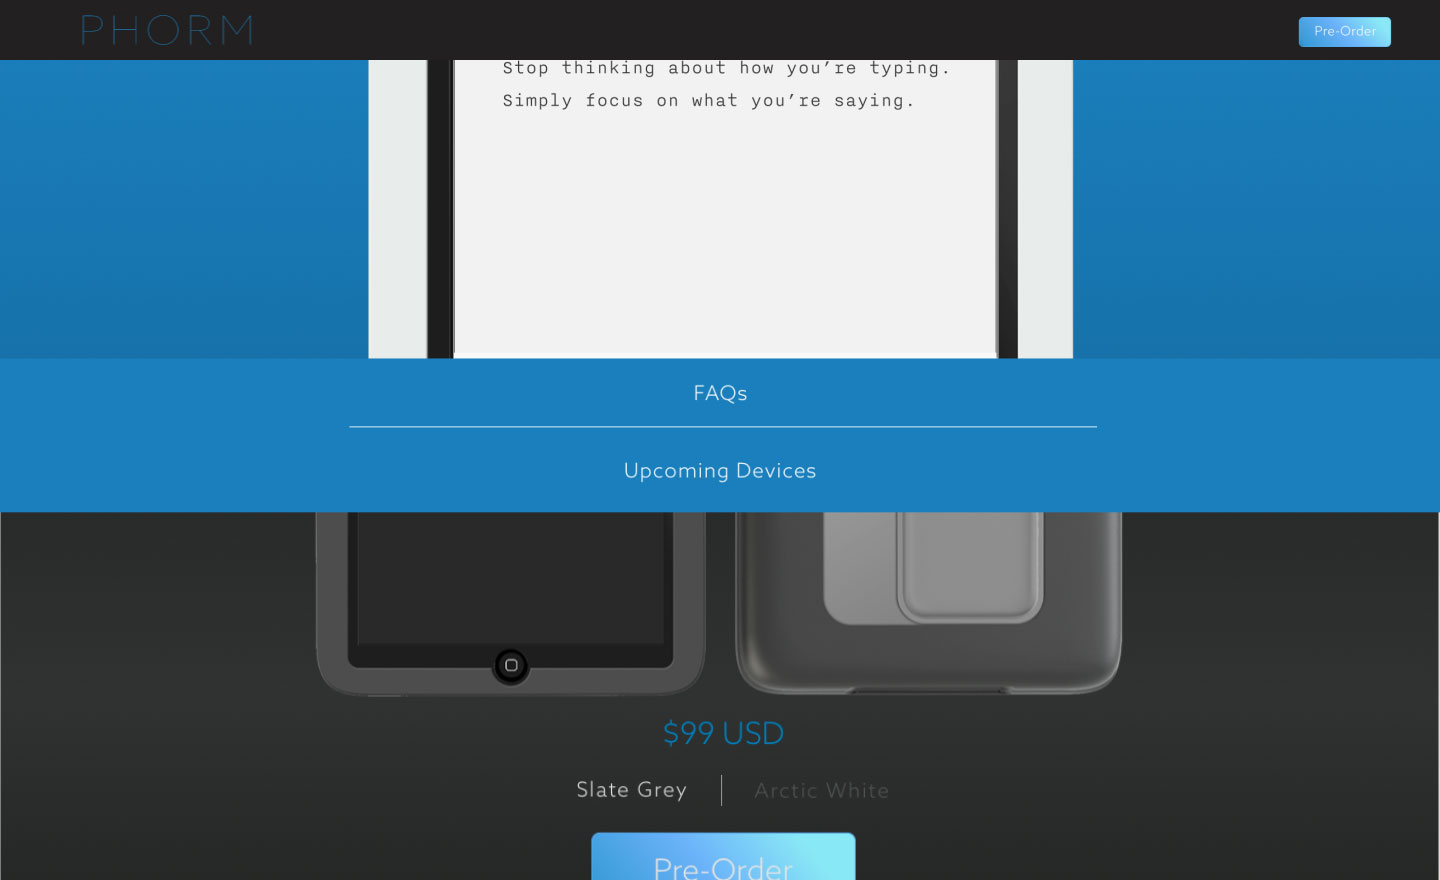 PHORM
Pre-Order
Stop thinking about how you’re typing.
Simply focus on what you’re saying.
FAQs
Upcoming Devices
$99 USD
Slate Grey
Arctic White
Pre-Order